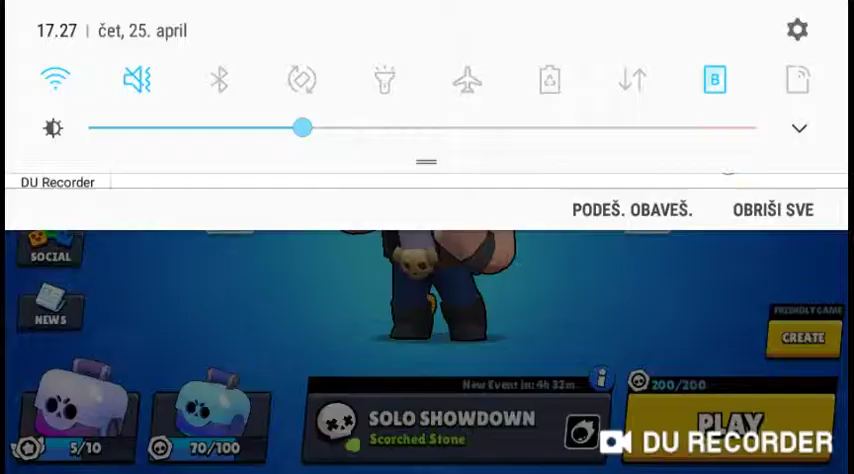 17.27 | čet, 25. april
B
DU Recorder
PODEŠ. OBAVEŠ.
OBRIŠI SVE
SOCIAL
NEWS
FRIENDLY GAME
CREATE
New Event in: 4h 32m
i
200/200
SOLO SHOWDOWN
Scorched Stone
PLAY
5/10
70/100
DU RECORDER